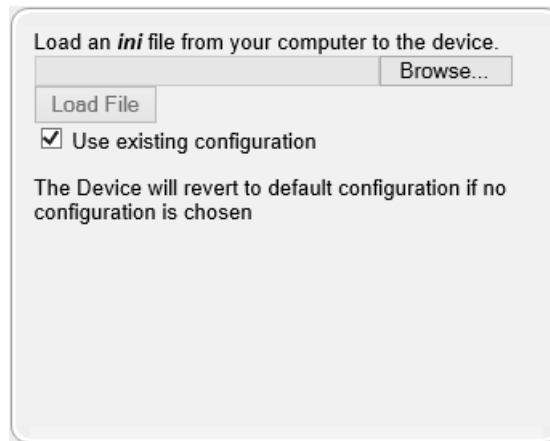 Load an ini file from your computer to the device.
Browse...
Load File
Use existing configuration
The Device will revert to default configuration if no
configuration is chosen